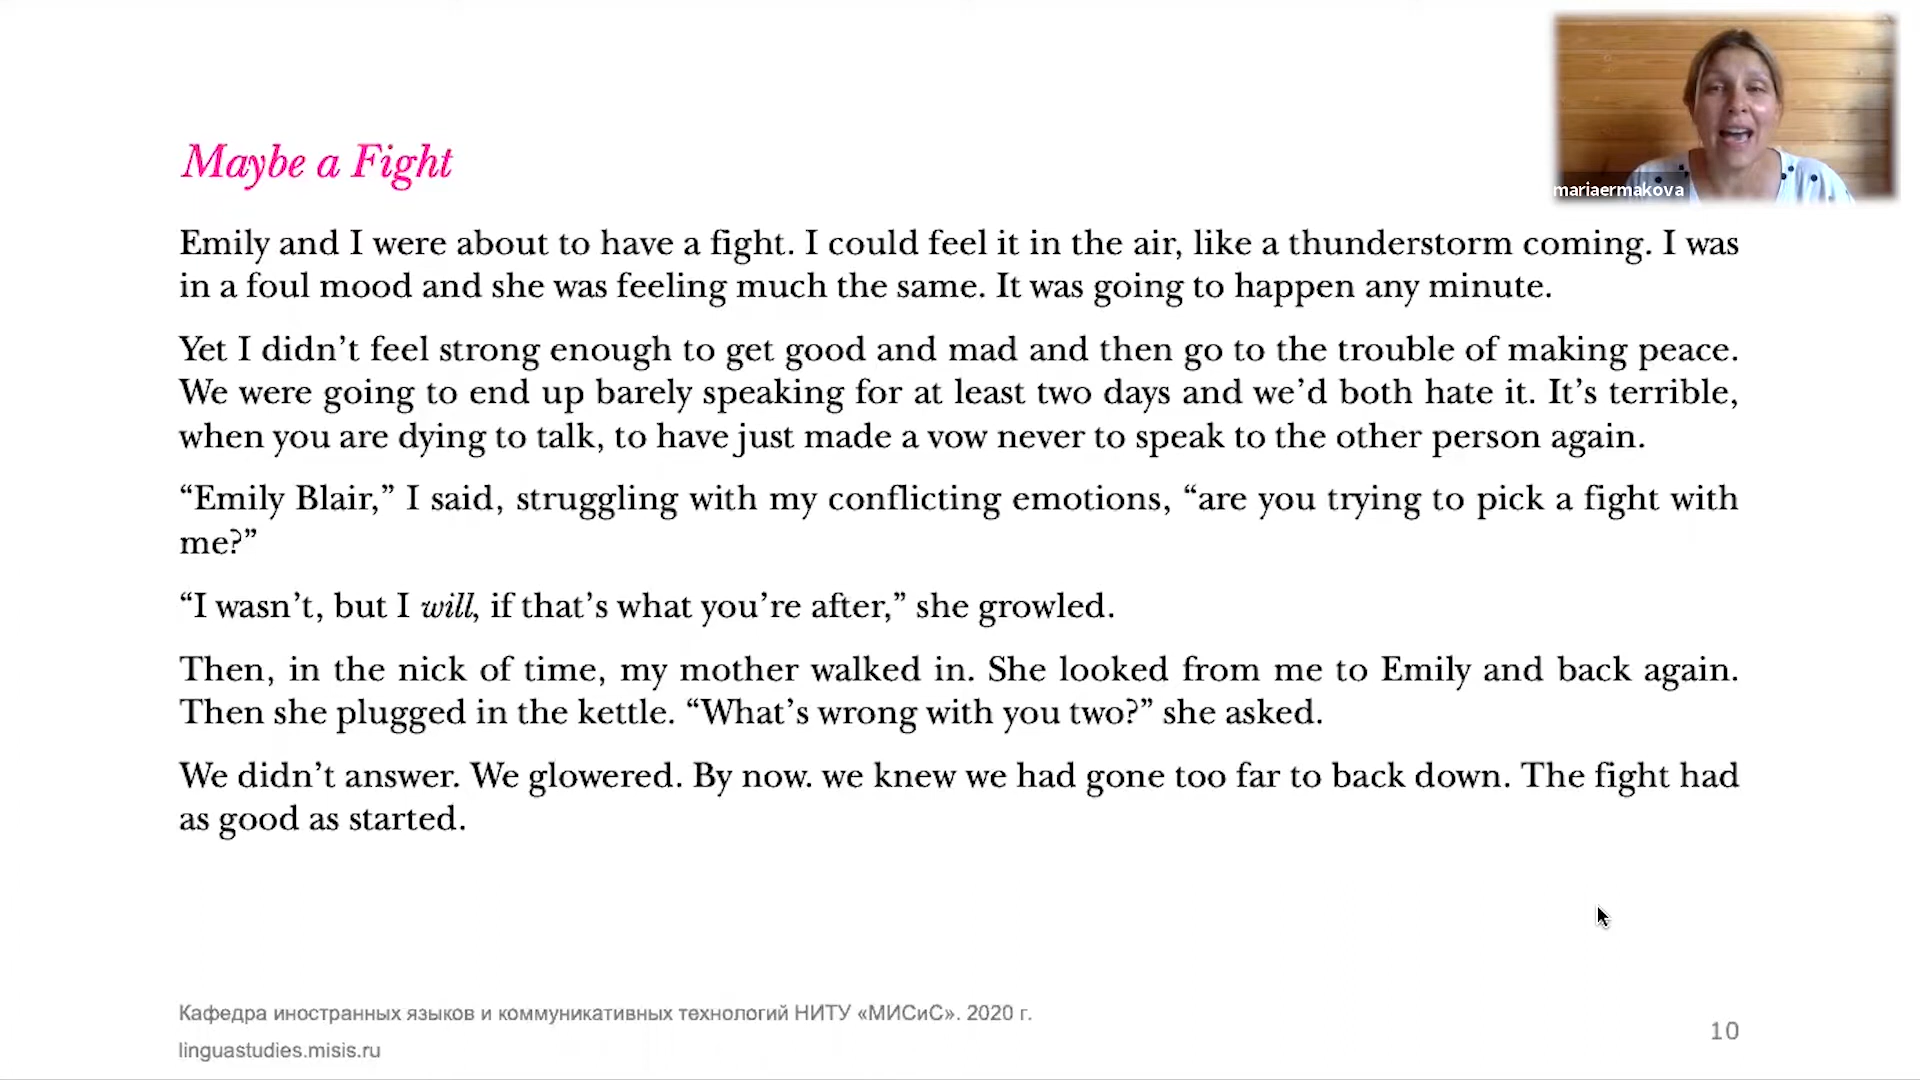 mariaermakova
Maybe a Fight
Emily and I were about to have a fight. I could feel it in the air, like a thunderstorm coming. I was
in a foul mood and she was feeling much the same. It was going to happen any minute.
Yet I didn’t feel strong enough to get good and mad and then go to the trouble of making peace.
We were going to end up barely speaking for at least two days and we’d both hate it. It’s terrible,
when you are dying to talk, to have just made a vow never to speak to the other person again.
“Emily Blair,” I said, struggling with my conflicting emotions, “are you trying to pick a fight with
me?”
“I wasn’t, but I will, if that’s what you’re after,” she growled.
Then, in the nick of time, my mother walked in. She looked from me to Emily and back again.
Then she plugged in the kettle. “What’s wrong with you two?” she asked.
We didn’t answer. We glowered. By now. we knew we had gone too far to back down. The fight had
as good as started.
Кафедра иностранных языков и коммуникативных технологий НИТУ «МИСиС». 2020 г.
linguastudies.misis.ru
10